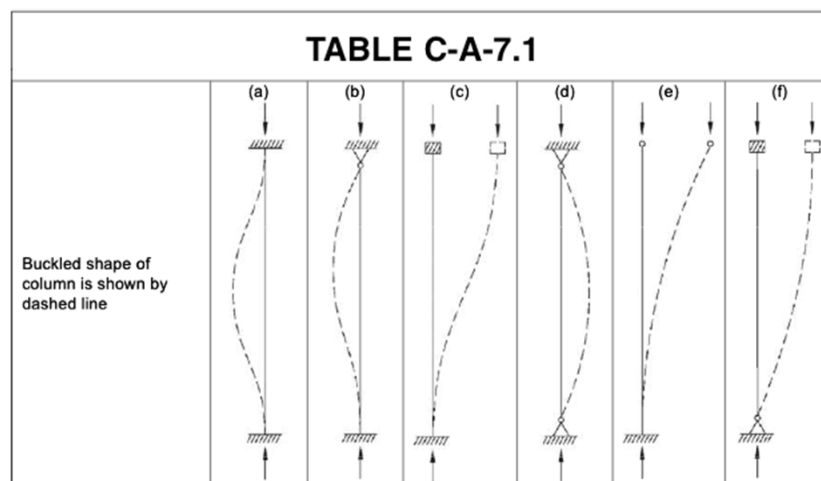 TABLE C-A-7.1
(a) (b) (c) (d) (e) (f)
Buckled shape of
column is shown by
dashed line